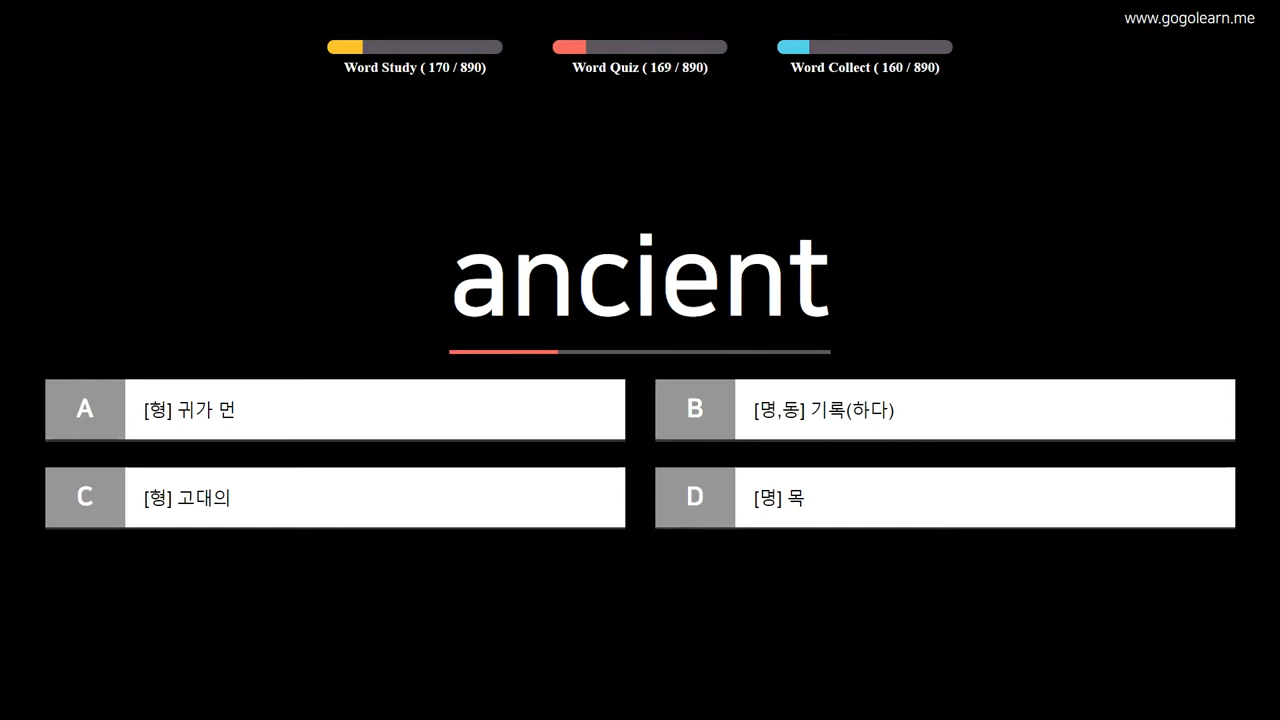 www.gogolearn.me
Word Study ( 170 / 890)
Word Quiz ( 169 / 890)
Word Collect ( 160 / 890)
ancient
A [형] 귀가 먼
B [명,동] 기록(하다)
C [형] 고대의
D [명] 목